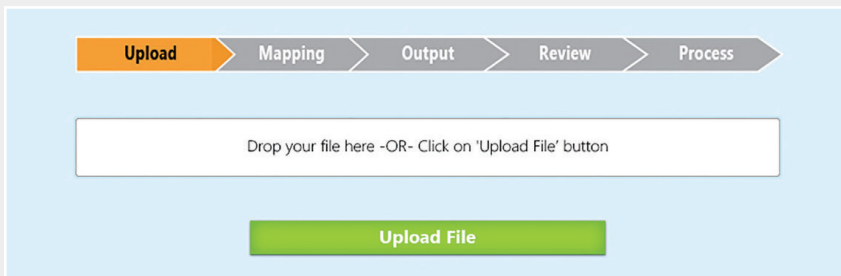 Upload Mapping Output Review Process
Drop your file here -OR- Click on 'Upload File' button
Upload File